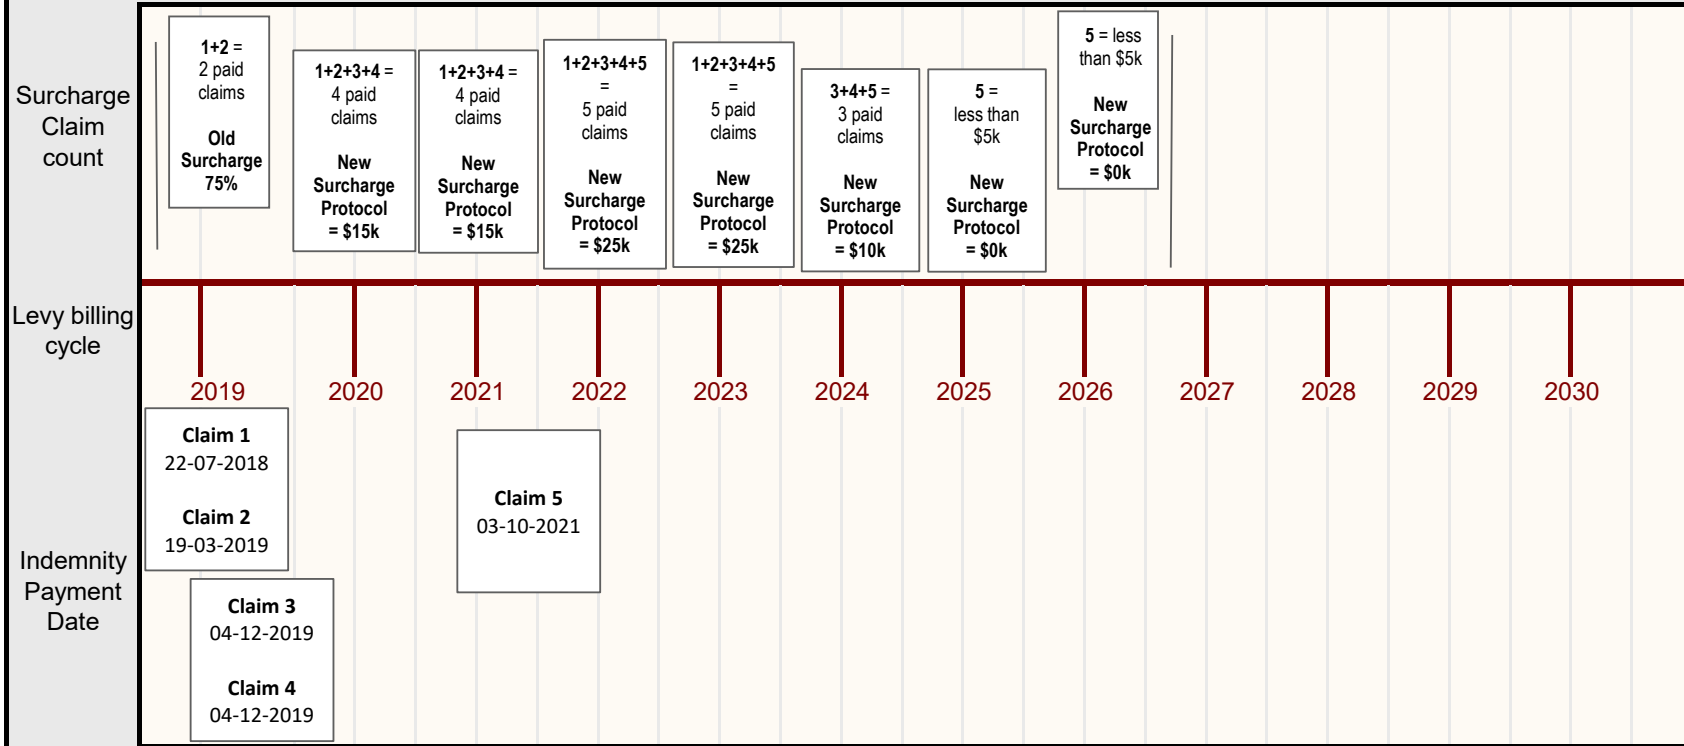 Surcharge
Claim
count
1+2 =
2 paid
claims
Old
Surcharge
75%
1+2+3+4 =
4 paid
claims
New
Surcharge
Protocol
= $15k
1+2+3+4 =
4 paid
claims
New
Surcharge
Protocol
= $15k
1+2+3+4+5
=
5 paid
claims
New
Surcharge
Protocol
= $25k
1+2+3+4+5
=
5 paid
claims
New
Surcharge
Protocol
= $25k
3+4+5 =
3 paid
claims
New
Surcharge
Protocol
= $10k
5 =
less than
$5k
New
Surcharge
Protocol
= $0k
5 = less
than $5k
New
Surcharge
Protocol
= $0k
Levy billing
cycle
2019 2020 2021 2022 2023 2024 2025 2026 2027 2028 2029 2030
Indemnity
Payment
Date
Claim 1
22-07-2018
Claim 2
19-03-2019
Claim 3
04-12-2019
Claim 4
04-12-2019
Claim 5
03-10-2021